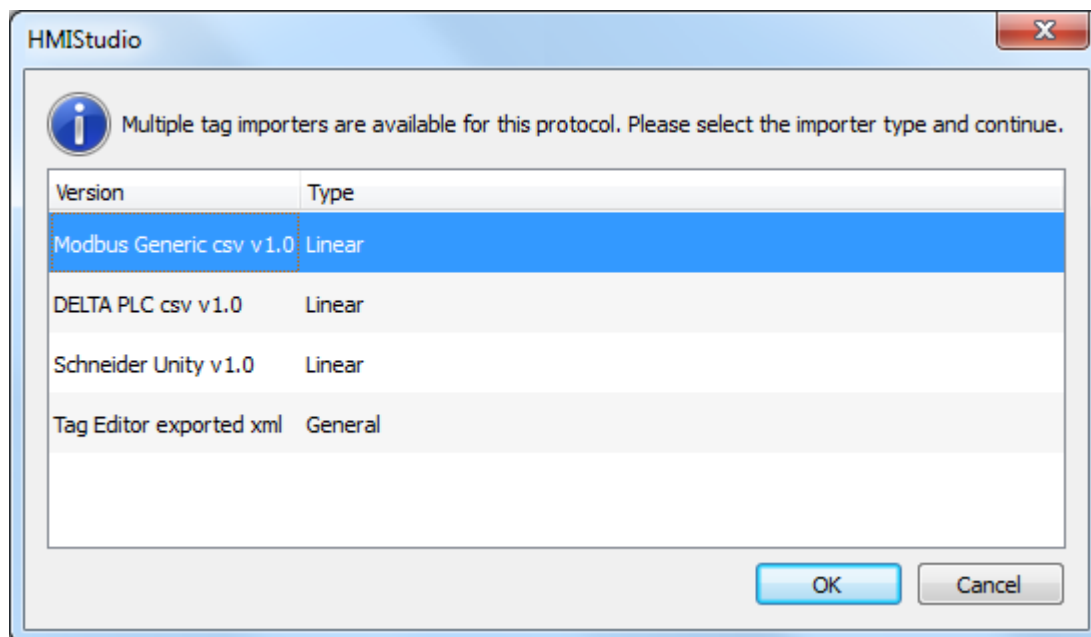 HMIStudio
Multiple tag importers are available for this protocol. Please select the importer type and continue.
Version Type
Modbus Generic csv v1.0 Linear
DELTA PLC csv v1.0 Linear
Schneider Unity v1.0 Linear
Tag Editor exported xml General
OK Cancel